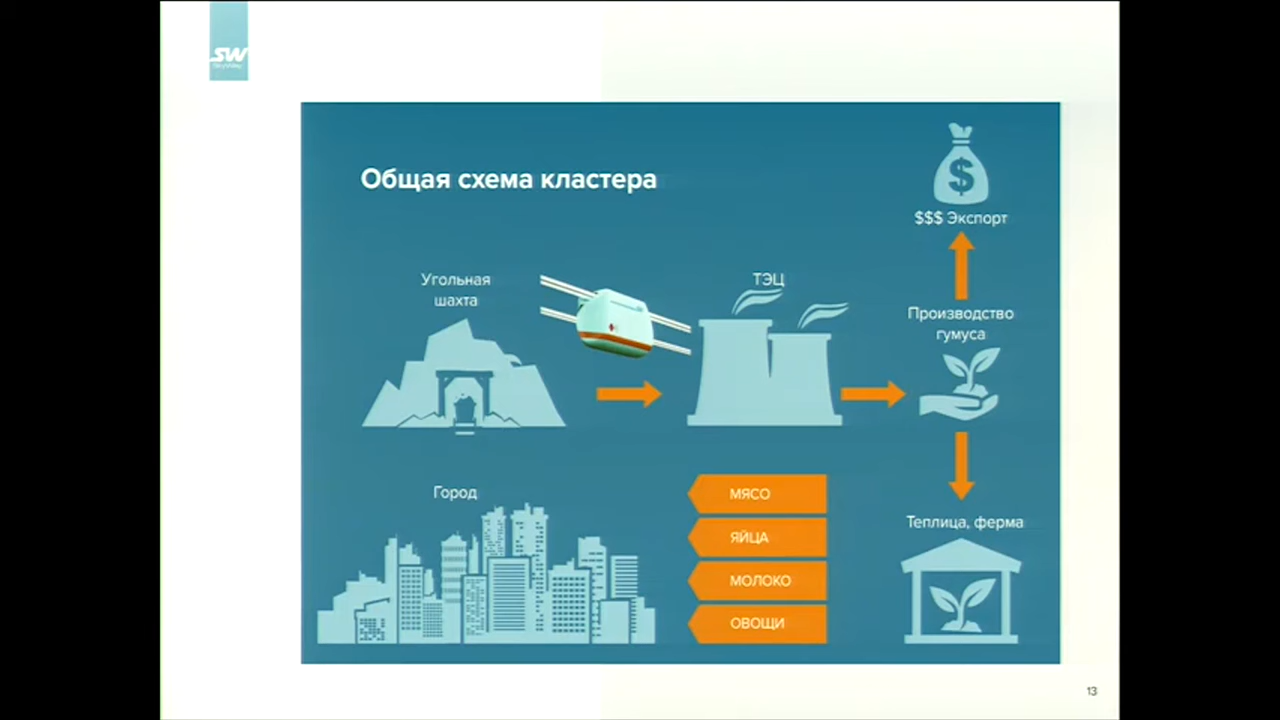 SW
Общая схема кластера
$
$$$ Экспорт
Угольная
шахта
ТЭЦ
Производство
гумуса
Город
МЯСО
ЯЙЦА
МОЛОКО
ОВОЩИ
Теплица, ферма
13